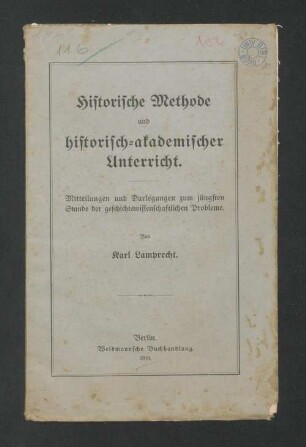 116
Historische Methode
und
historisch-akademischer
Unterricht.
Mitteilungen und Darlegungen zum jüngsten
Stande der geschichtswissenschaftlichen Probleme.
Von
Karl Lamprecht.
Berlin.
Weidmannsche Buchhandlung.